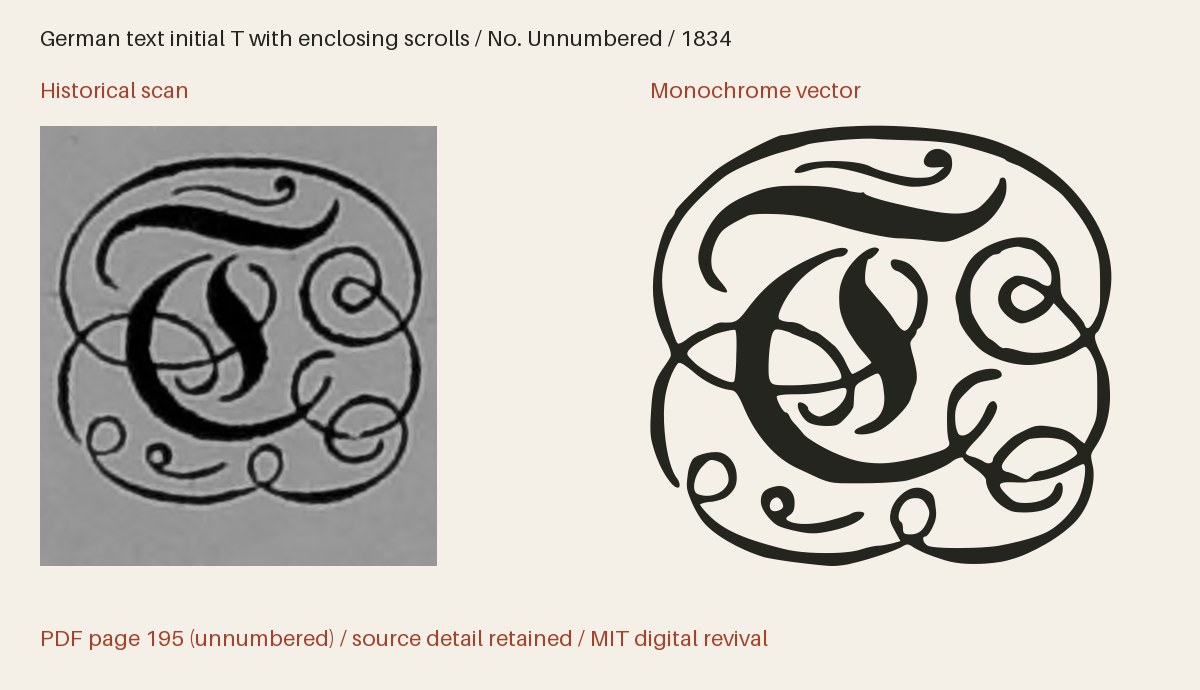 German text initial T with enclosing scrolls / No. Unnumbered / 1834
Historical scan
Monochrome vector
T
T
PDF page 195 (unnumbered) / source detail retained / MIT digital revival